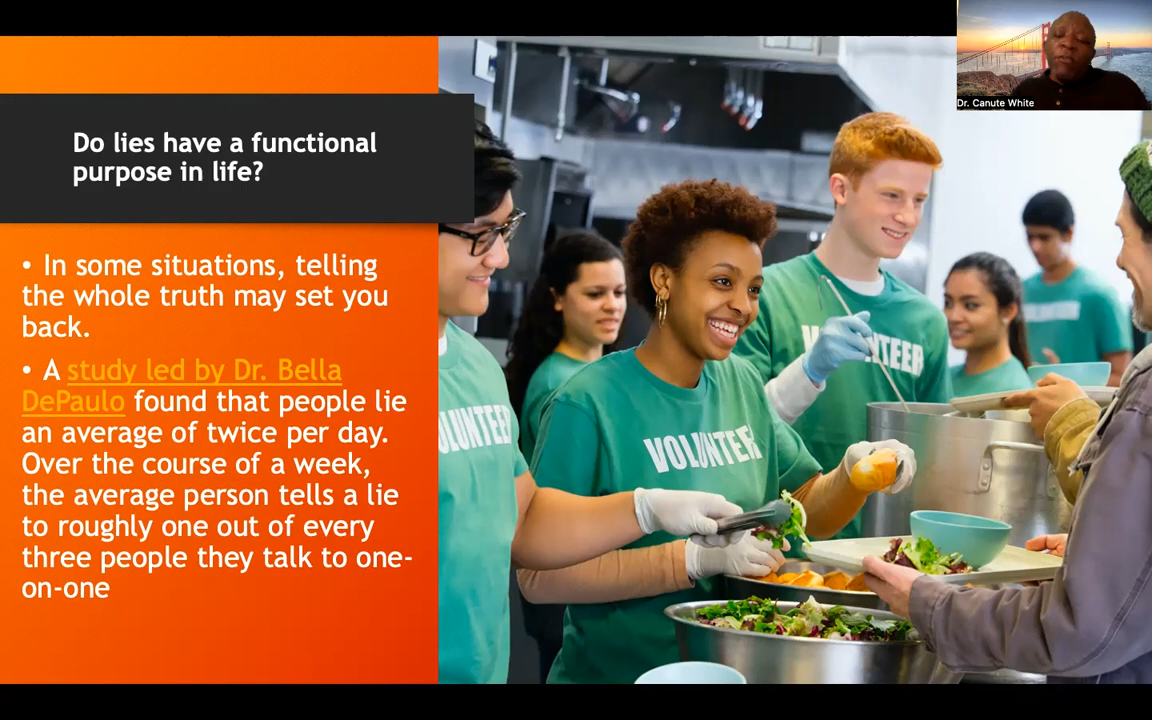 Dr. Canute White
Do lies have a functional
purpose in life?
• In some situations, telling
the whole truth may set you
back.
• A study led by Dr. Bella
DePaulo found that people lie
an average of twice per day.
Over the course of a week,
the average person tells a lie
to roughly one out of every
three people they talk to one-
on-one
VOLUNTEER
VOLUNTEER